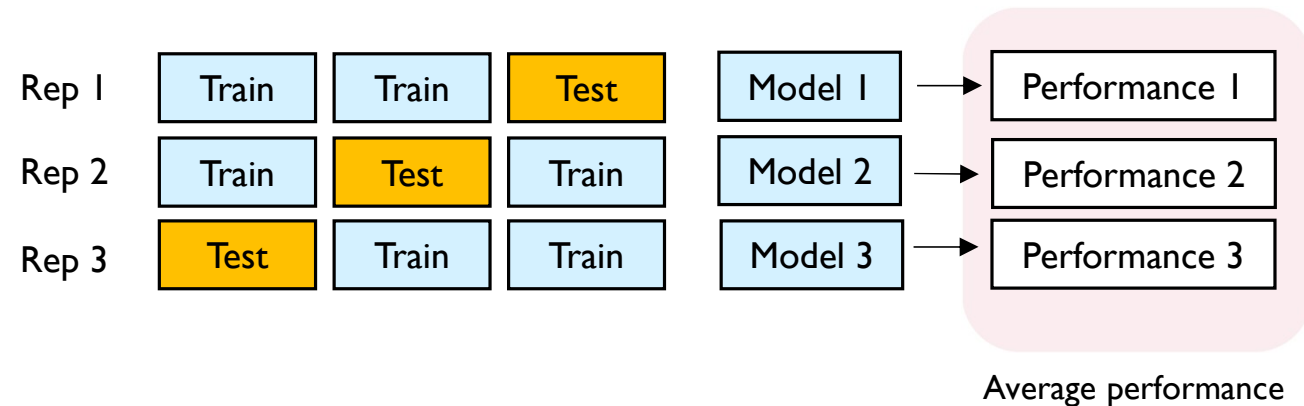 Rep 1 Train Train Test Model 1 Performance 1
Rep 2 Train Test Train Model 2 Performance 2
Rep 3 Test Train Train Model 3 Performance 3
Average performance